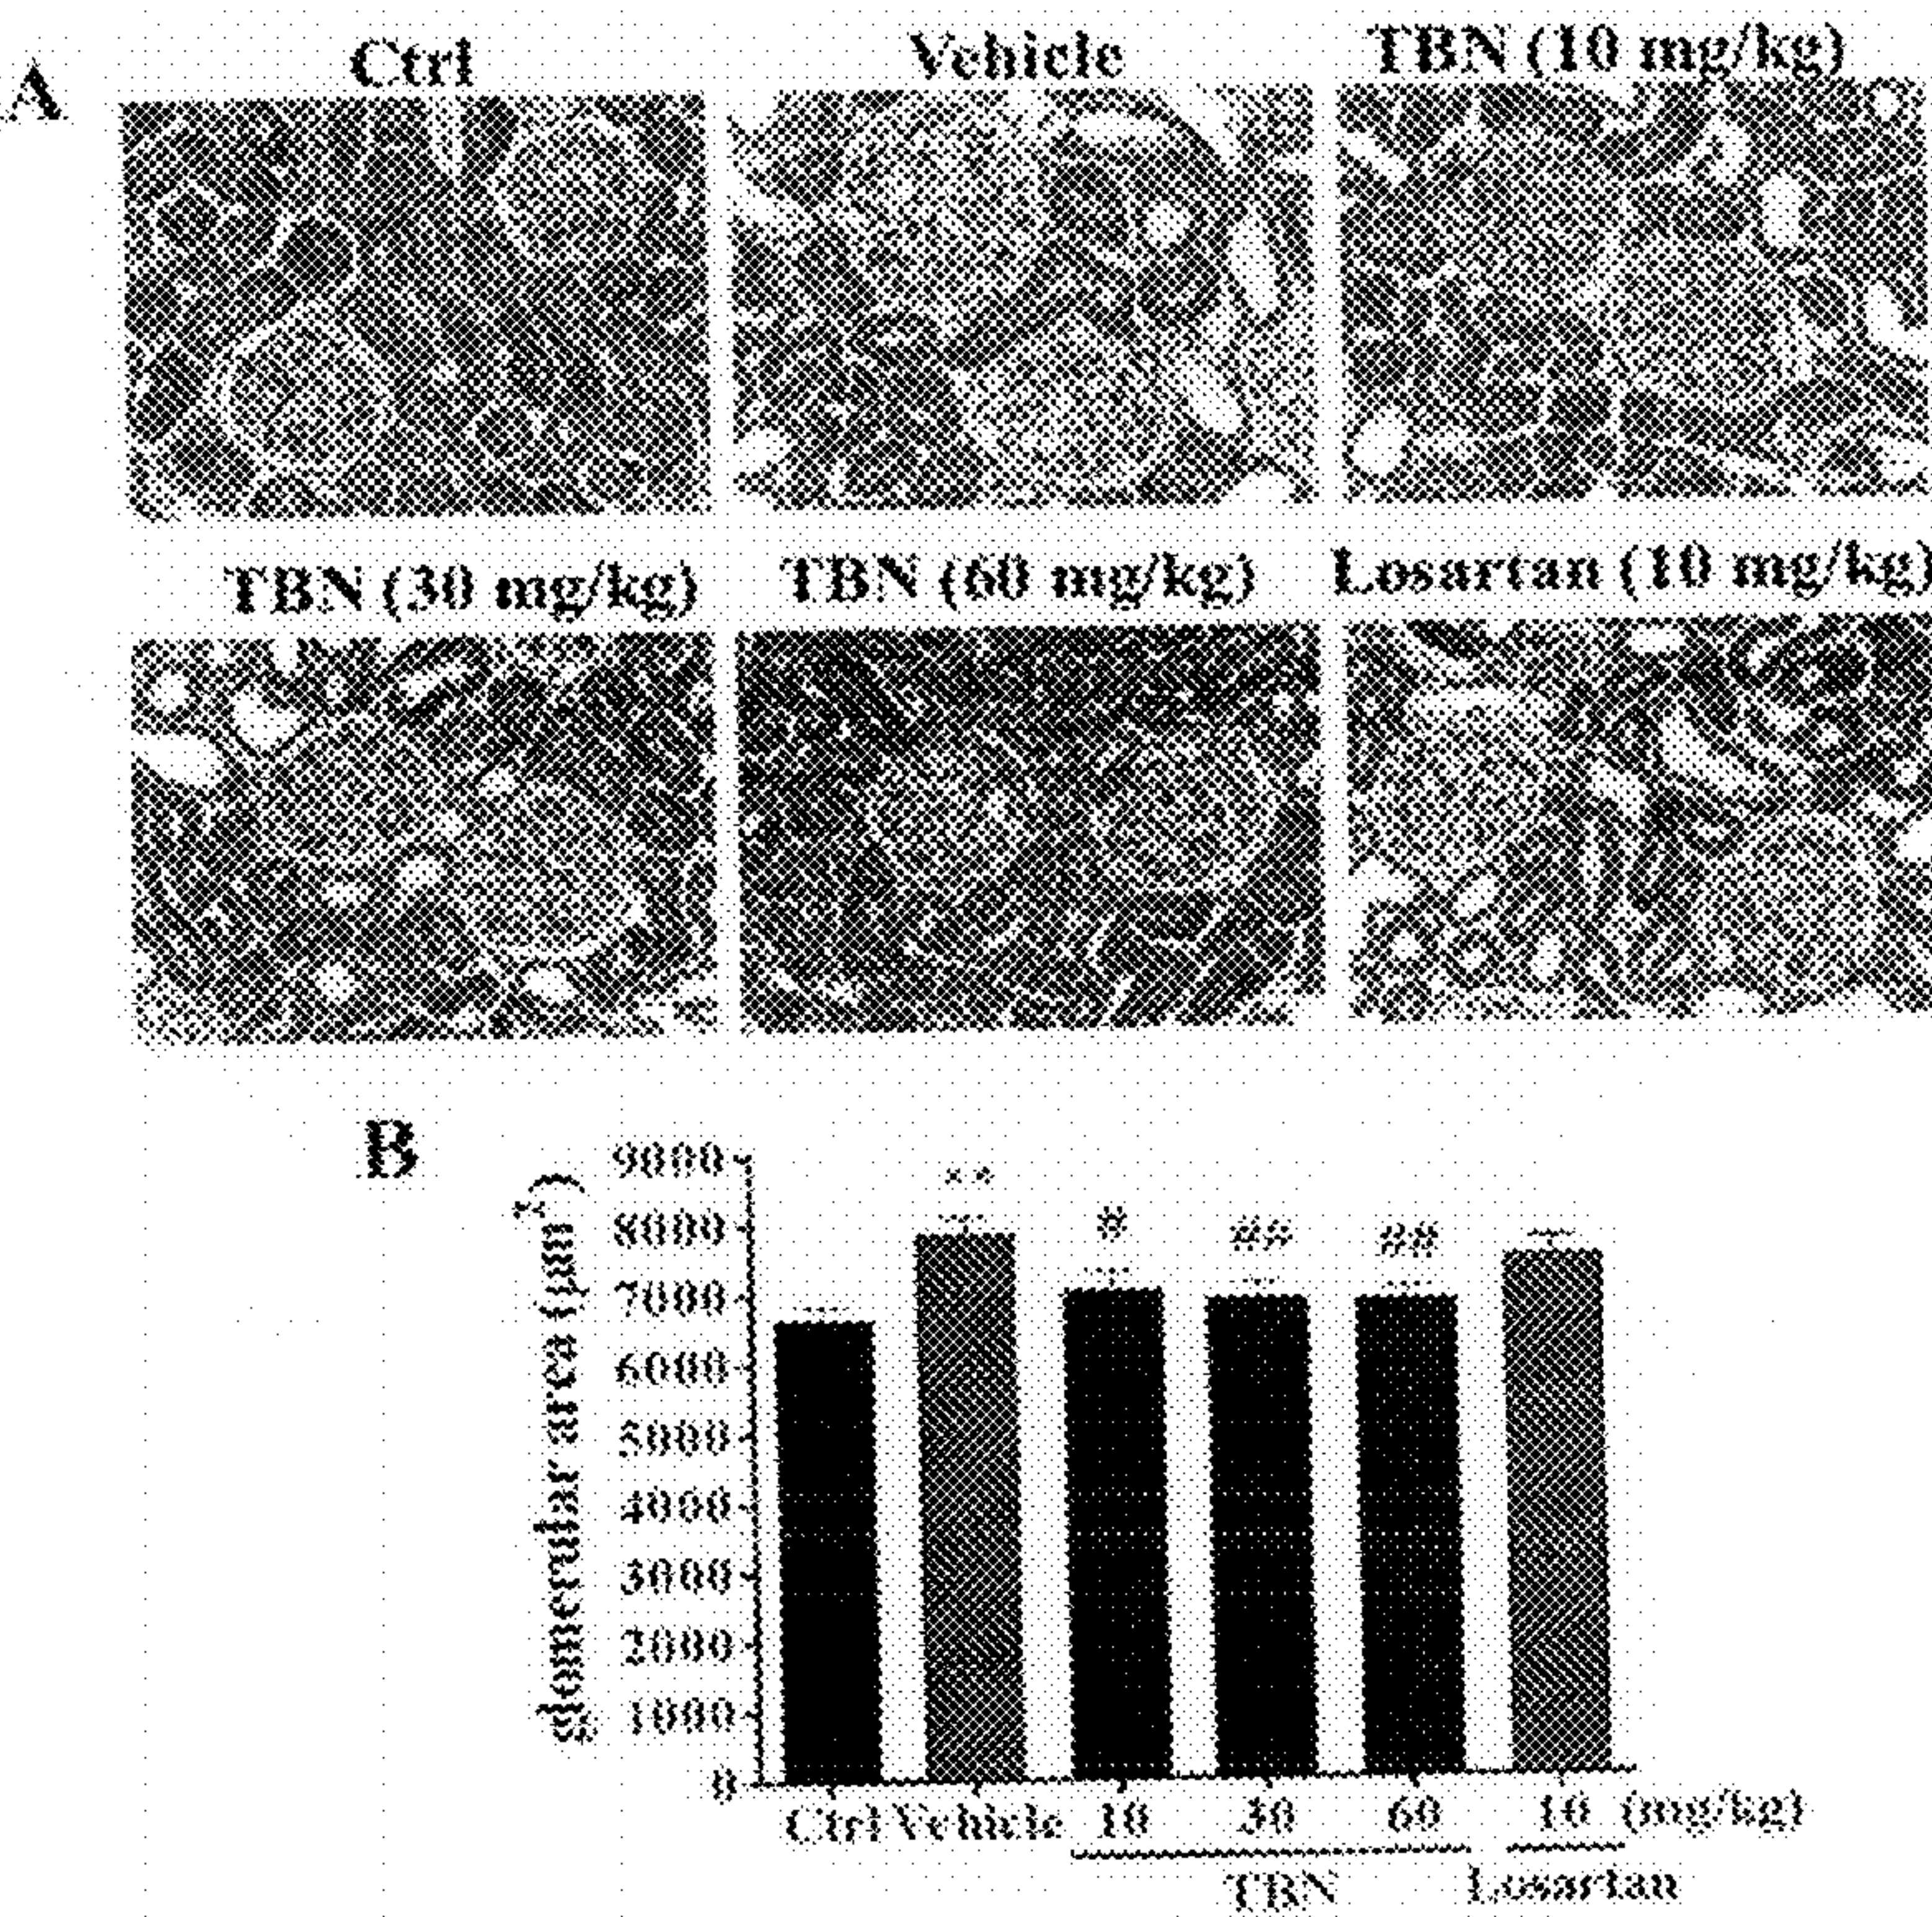 A
Ctrl
Vehicle
TBN (10 mg/kg)
TBN (30 mg/kg)
TBN (60 mg/kg)
Losartan (10 mg/kg)
B
glomerular area (μm²)
9000
8000
7000
6000
5000
4000
3000
2000
1000
0
**
#
##
##
Ctrl Vehicle 10 30 60 10 (mg/kg)
TBN Losartan